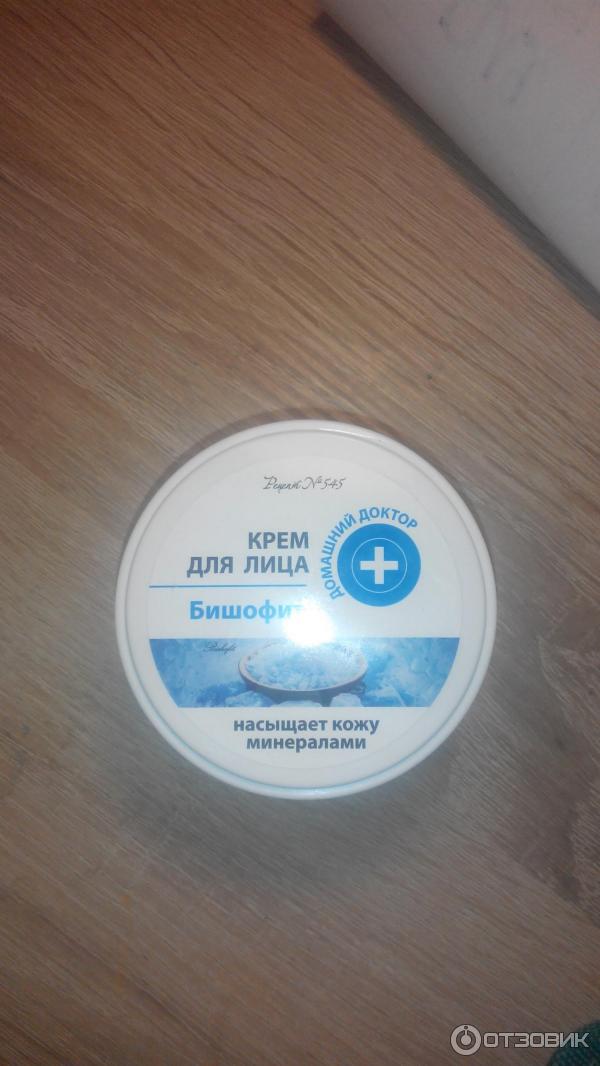 Рецепт №545
КРЕМ
ДЛЯ ЛИЦА
ДОМАШНИЙ ДОКТОР
Бишофит
насыщает кожу
минералами
ОТЗОВИК